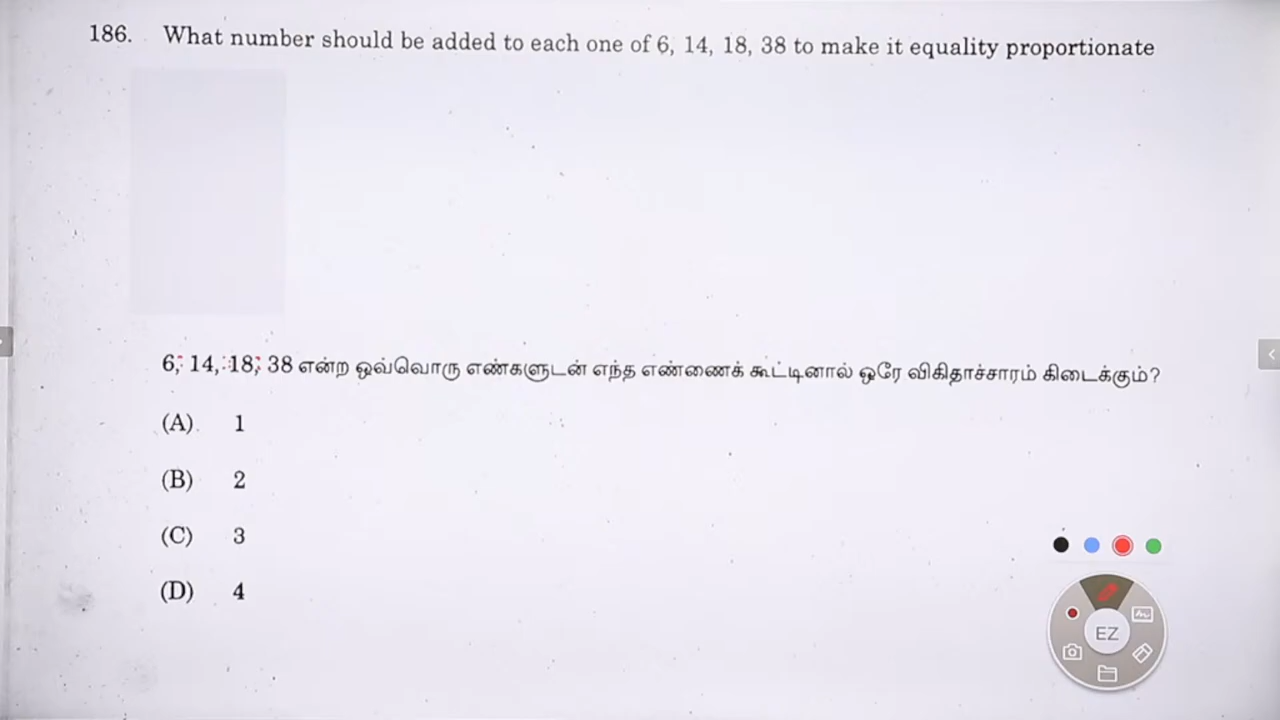 186. What number should be added to each one of 6, 14, 18, 38 to make it equality proportionate
6, 14, 18, 38 என்ற ஒவ்வொரு எண்களுடன் எந்த எண்ணைக் கூட்டினால் ஒரே விகிதாச்சாரம் கிடைக்கும்?
(A) 1
(B) 2
(C) 3
(D) 4
EZ